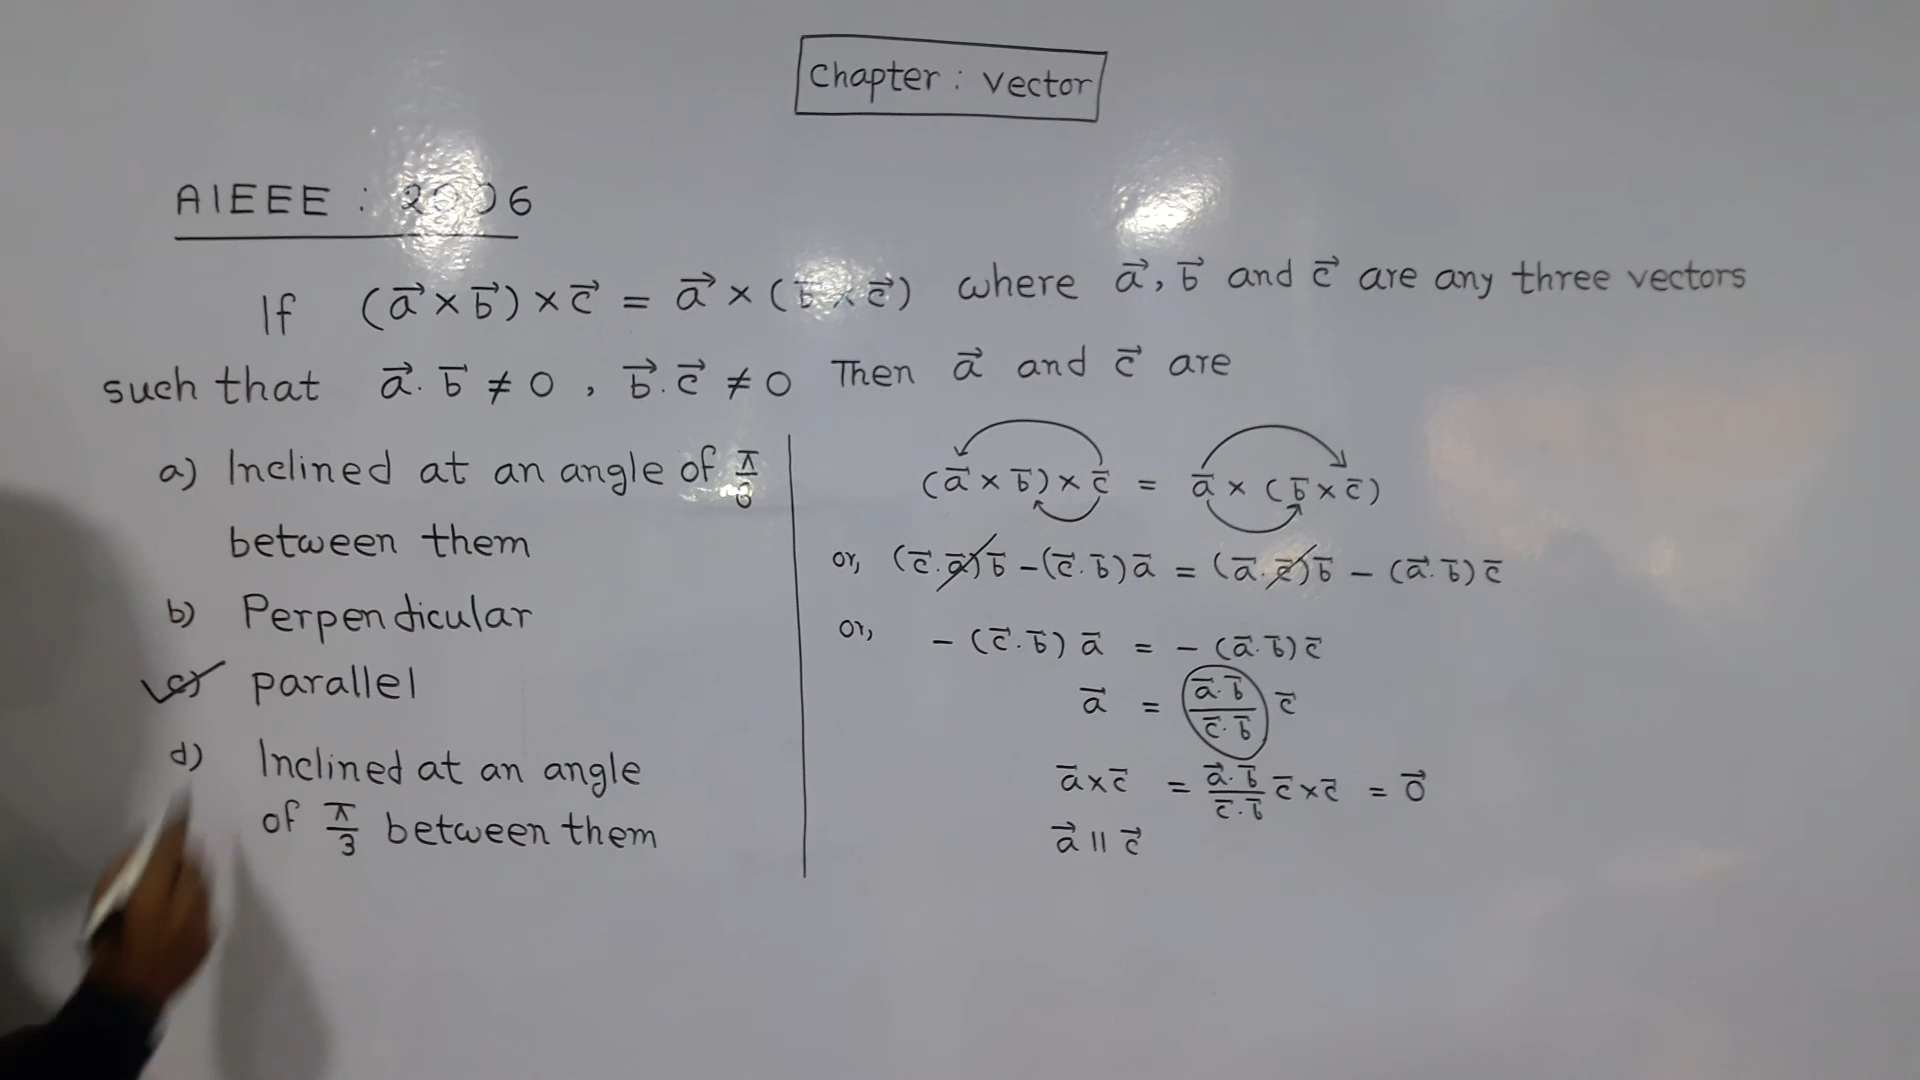 Chapter : Vector
AIEEE : 2006
If (a⃗ × b⃗) × c⃗ = a⃗ × (b⃗ × c⃗) where a⃗, b⃗ and c⃗ are any three vectors
such that a⃗. b⃗ ≠ 0 , b⃗. c⃗ ≠ 0 Then a⃗ and c⃗ are
a) Inclined at an angle of π/6
between them
b) Perpendicular
c) parallel
d) Inclined at an angle
of π/3 between them
(a⃗ × b̄) × c̄ = ā × (b̄ × c̄)
or, (c̄.ā)b̄ - (c̄.b̄)ā = (ā.c̄)b̄ - (a⃗.b̄)c̄
or, - (c̄.b̄) ā = - (ā.b̄)c̄
ā = (ā.b̄)/(c̄.b̄) c̄
ā×c̄ = (a⃗.b̄)/(c̄.b̄) c̄×c̄ = 0⃗
a⃗ || c⃗